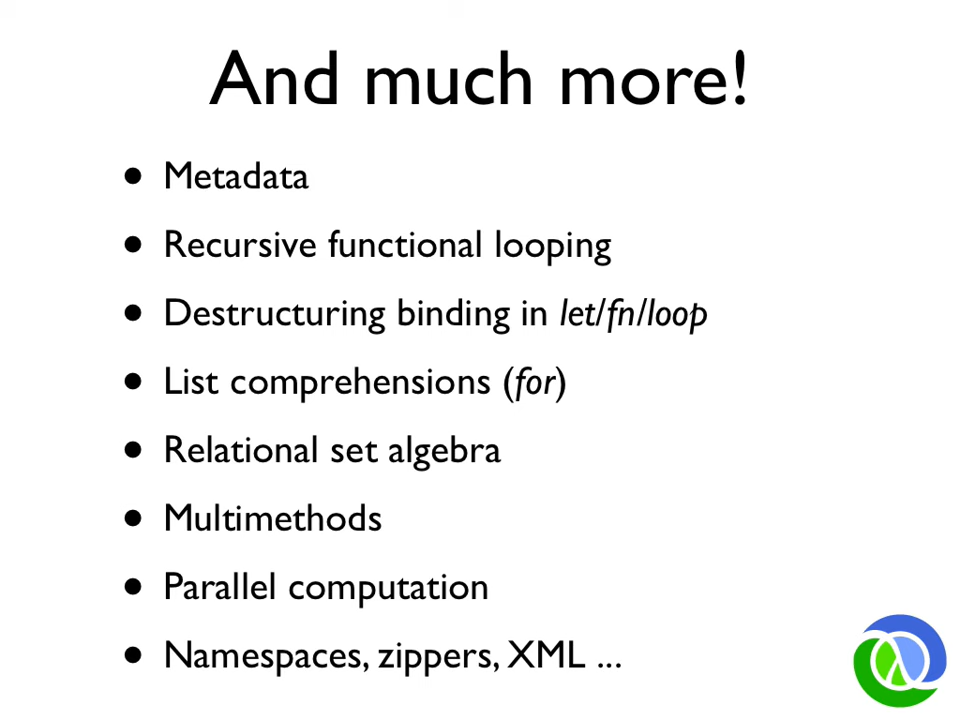 And much more!
• Metadata
• Recursive functional looping
• Destructuring binding in let/fn/loop
• List comprehensions (for)
• Relational set algebra
• Multimethods
• Parallel computation
• Namespaces, zippers, XML ...